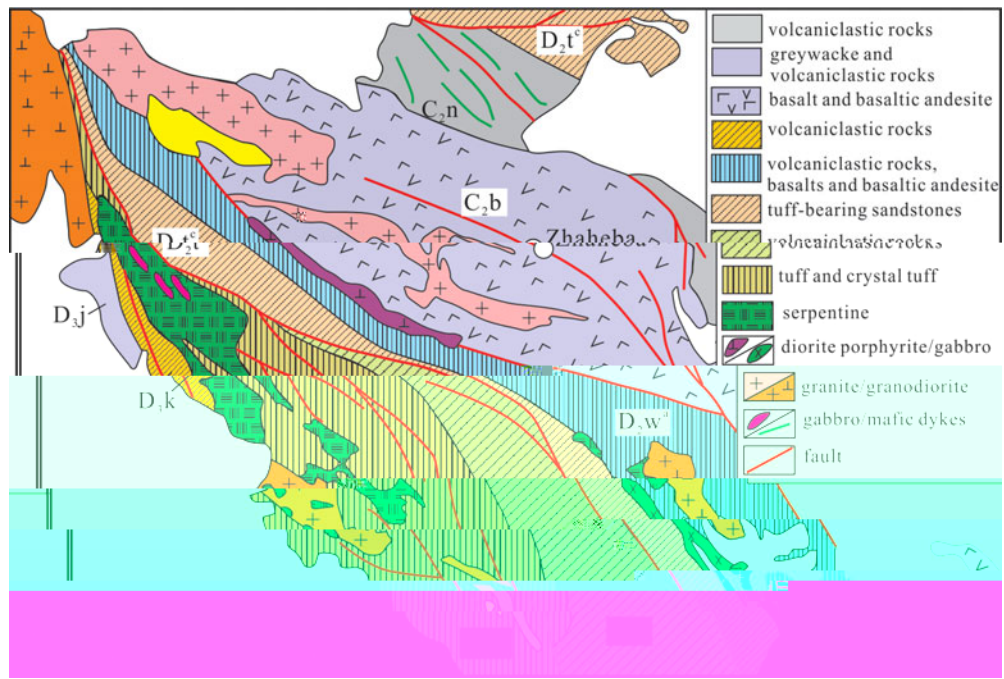 D₂tᶜ
C₂n
C₂b
Zhaheba
D₃j
volcaniclastic rocks
greywacke and
volcaniclastic rocks
basalt and basaltic andesite
volcaniclastic rocks
volcaniclastic rocks,
basalts and basaltic andesite
tuff-bearing sandstones
tuff and crystal tuff
serpentine
diorite porphyrite/gabbro
granite/granodiorite
gabbro/mafic dykes
fault